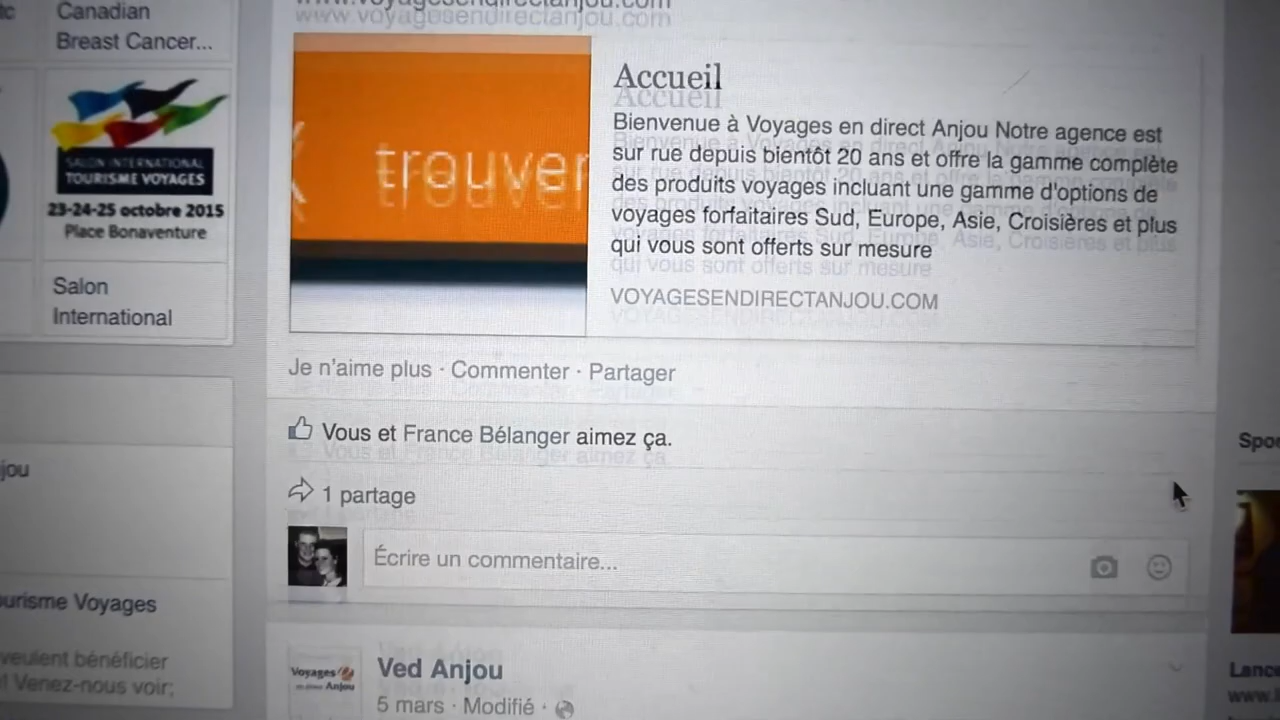 Canadian
Breast Cancer...
SALON INTERNATIONAL
TOURISME VOYAGES
23-24-25 octobre 2015
Place Bonaventure
Salon
International
jou
ourisme Voyages
veulent bénéficier
! Venez-nous voir;
www.voyagesendirectanjou.com
trouver
Accueil
Bienvenue à Voyages en direct Anjou Notre agence est
sur rue depuis bientôt 20 ans et offre la gamme complète
des produits voyages incluant une gamme d'options de
voyages forfaitaires Sud, Europe, Asie, Croisières et plus
qui vous sont offerts sur mesure
VOYAGESENDIRECTANJOU.COM
Je n'aime plus · Commenter · Partager
Vous et France Bélanger aimez ça.
1 partage
Écrire un commentaire...
Voyages
Anjou
Ved Anjou
5 mars · Modifié ·
Spo
Lance
www.